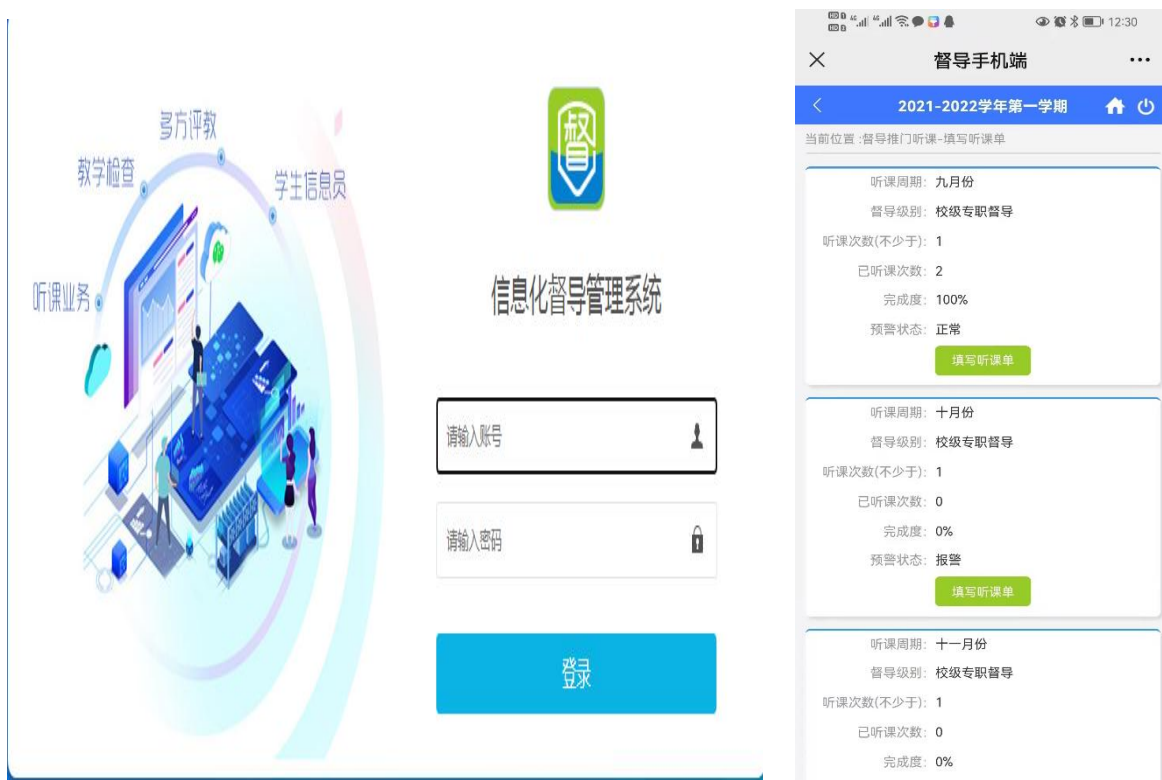 多方评教
教学检查
学生信息员
听课业务
督
信息化督导管理系统
请输入账号
请输入密码
登录
12:30
督导手机端
2021-2022学年第一学期
当前位置:督导推门听课-填写听课单
听课周期: 九月份
督导级别: 校级专职督导
听课次数(不少于): 1
已听课次数: 2
完成度: 100%
预警状态: 正常
填写听课单
听课周期: 十月份
督导级别: 校级专职督导
听课次数(不少于): 1
已听课次数: 0
完成度: 0%
预警状态: 报警
填写听课单
听课周期: 十一月份
督导级别: 校级专职督导
听课次数(不少于): 1
已听课次数: 0
完成度: 0%